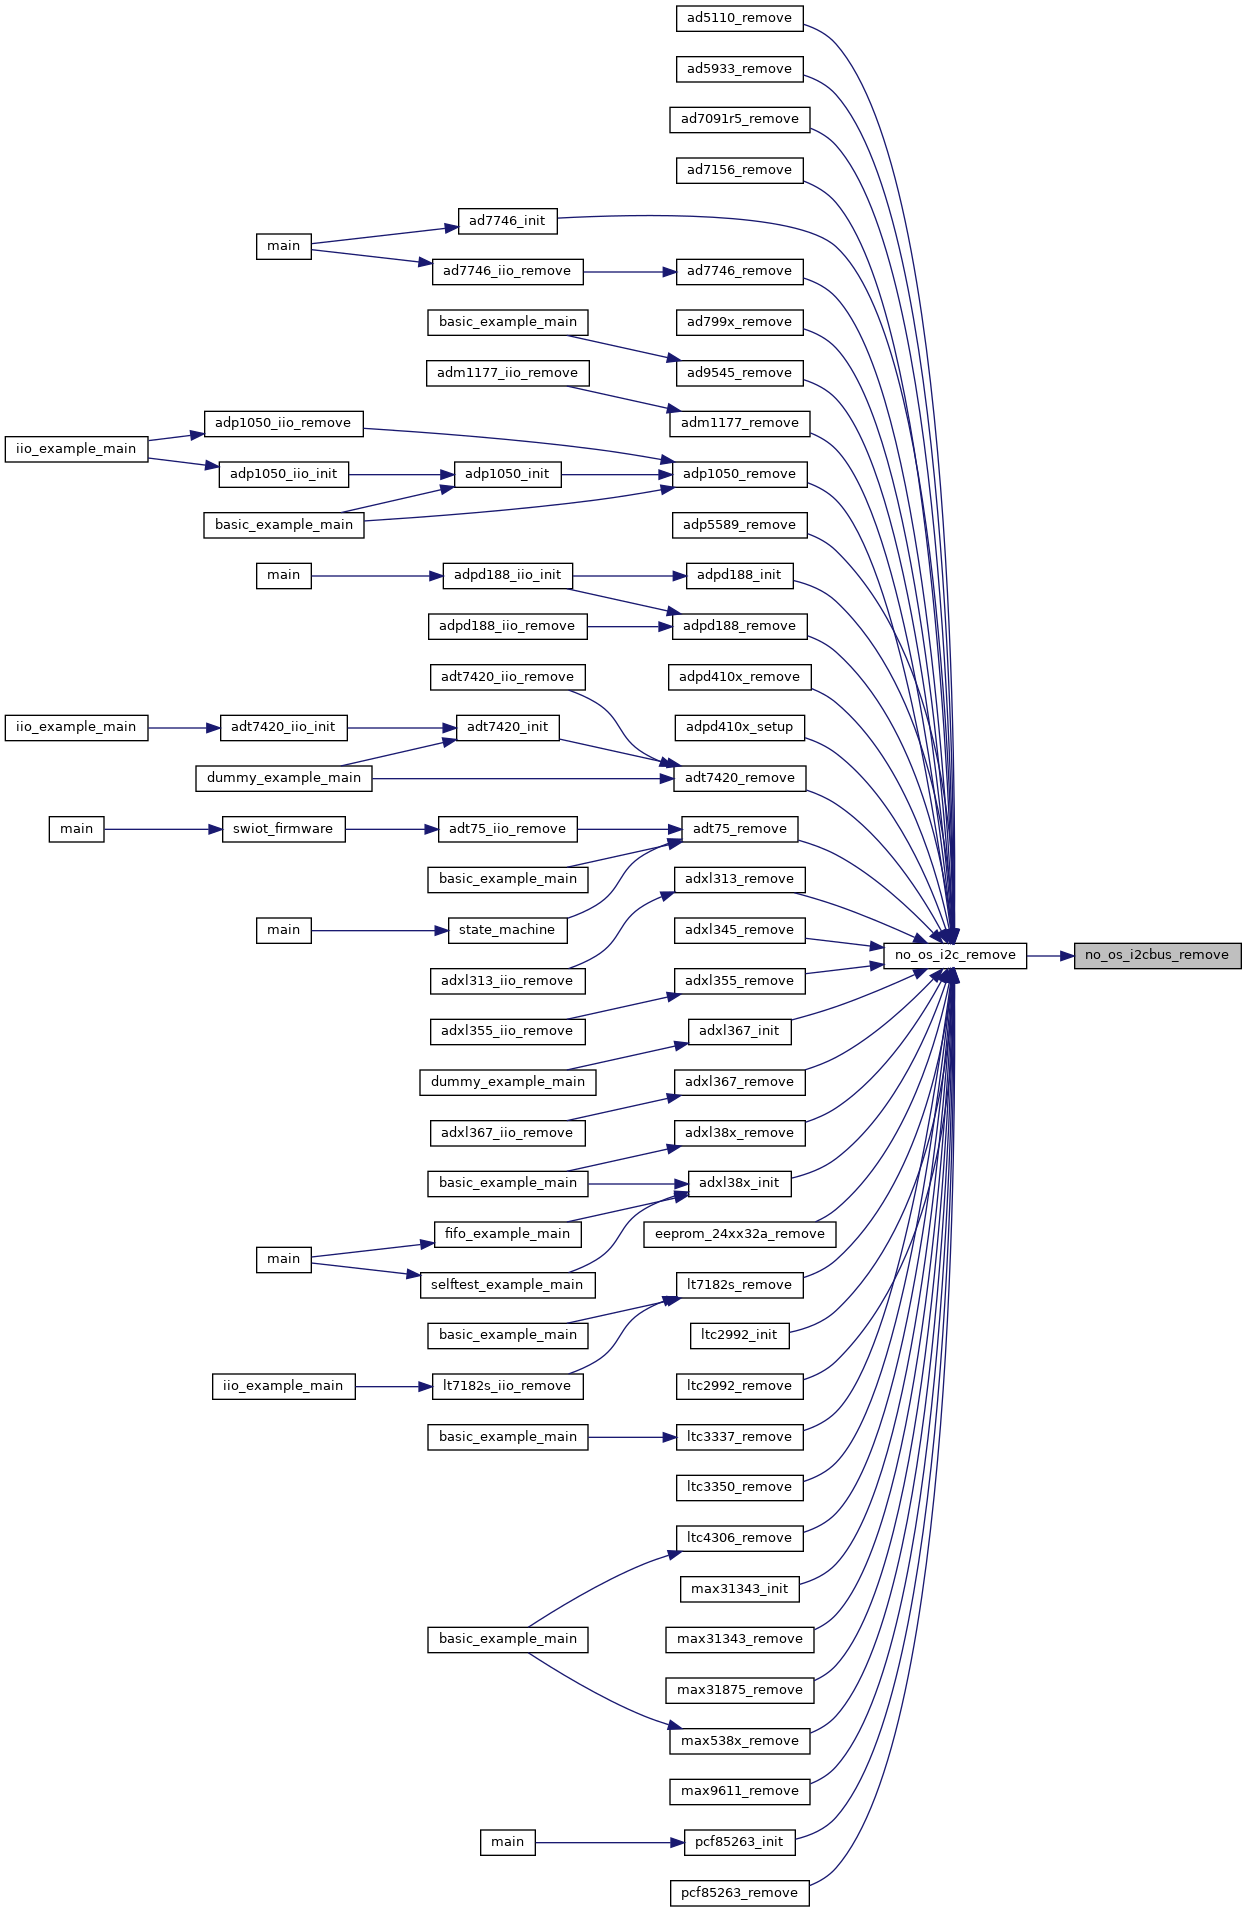 ad5110_remove
ad5933_remove
ad7091r5_remove
ad7156_remove
ad7746_init
main
ad7746_iio_remove
ad7746_remove
basic_example_main
ad799x_remove
adm1177_iio_remove
ad9545_remove
adp1050_iio_remove
adm1177_remove
iio_example_main
adp1050_iio_init
adp1050_init
adp1050_remove
basic_example_main
adp5589_remove
main
adpd188_iio_init
adpd188_init
adpd188_iio_remove
adpd188_remove
adt7420_iio_remove
adpd410x_remove
iio_example_main
adt7420_iio_init
adt7420_init
adpd410x_setup
dummy_example_main
adt7420_remove
main
swiot_firmware
adt75_iio_remove
adt75_remove
basic_example_main
adxl313_remove
main
state_machine
adxl345_remove
no_os_i2c_remove
no_os_i2cbus_remove
adxl313_iio_remove
adxl355_remove
adxl355_iio_remove
adxl367_init
dummy_example_main
adxl367_remove
adxl367_iio_remove
adxl38x_remove
basic_example_main
adxl38x_init
fifo_example_main
eeprom_24xx32a_remove
main
selftest_example_main
lt7182s_remove
basic_example_main
ltc2992_init
iio_example_main
lt7182s_iio_remove
ltc2992_remove
basic_example_main
ltc3337_remove
ltc3350_remove
ltc4306_remove
max31343_init
basic_example_main
max31343_remove
max31875_remove
max538x_remove
max9611_remove
main
pcf85263_init
pcf85263_remove